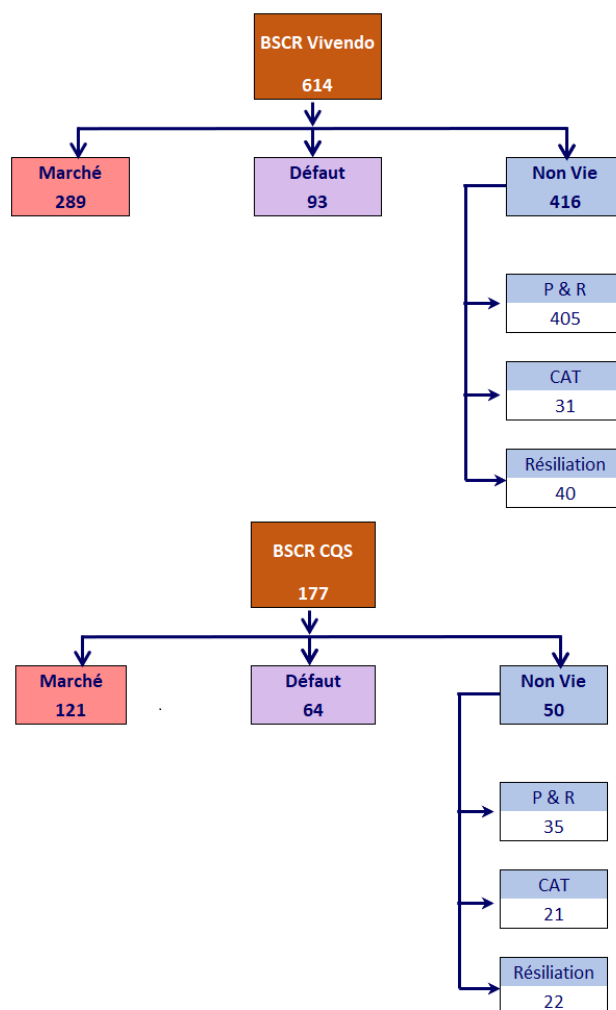 BSCR Vivendo
614
Marché
289
Défaut
93
Non Vie
416
P & R
405
CAT
31
Résiliation
40
BSCR CQS
177
Marché
121
Défaut
64
Non Vie
50
P & R
35
CAT
21
Résiliation
22